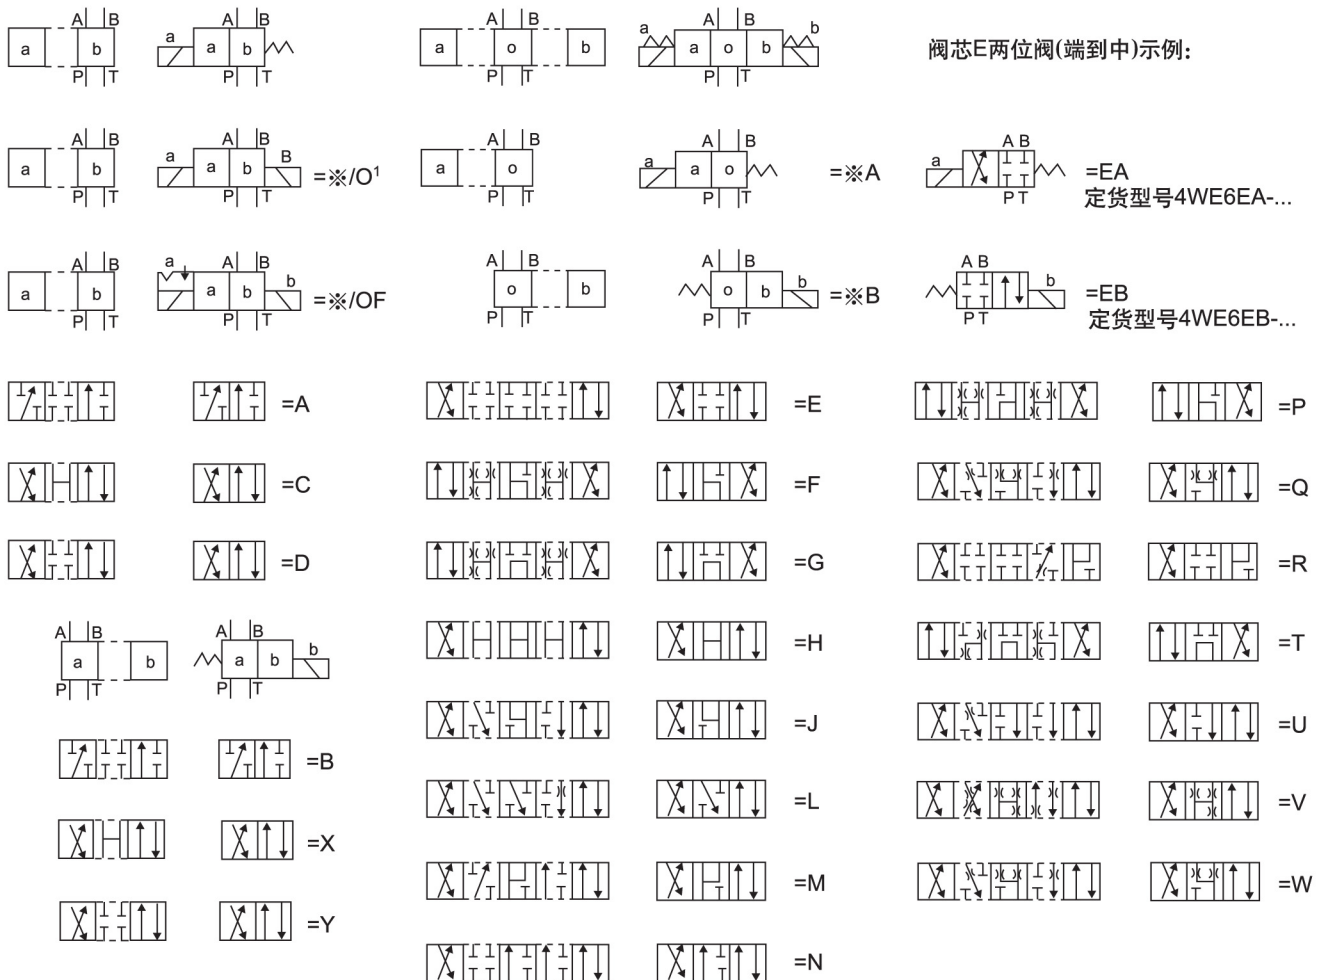 A B A B A B A B
a b a a b a o b a a o b b 阀芯E两位阀(端到中)示例:
P T P T P T P T
A B A B A B A B A B
a b a a b B =※/O¹ a o a a o =※A a =EA
P T P T P T P T P T 定货型号4WE6EA-...
A B A B A B A B A B
a b a a b b =※/OF o b o b b =※B b =EB
P T P T P T P T P T 定货型号4WE6EB-...
=A =E =P
=C =F =Q
=D =G =R
A B A B
a b a b b =H =T
P T P T
=J =U
=B
=L =V
=X
=M =W
=Y
=N